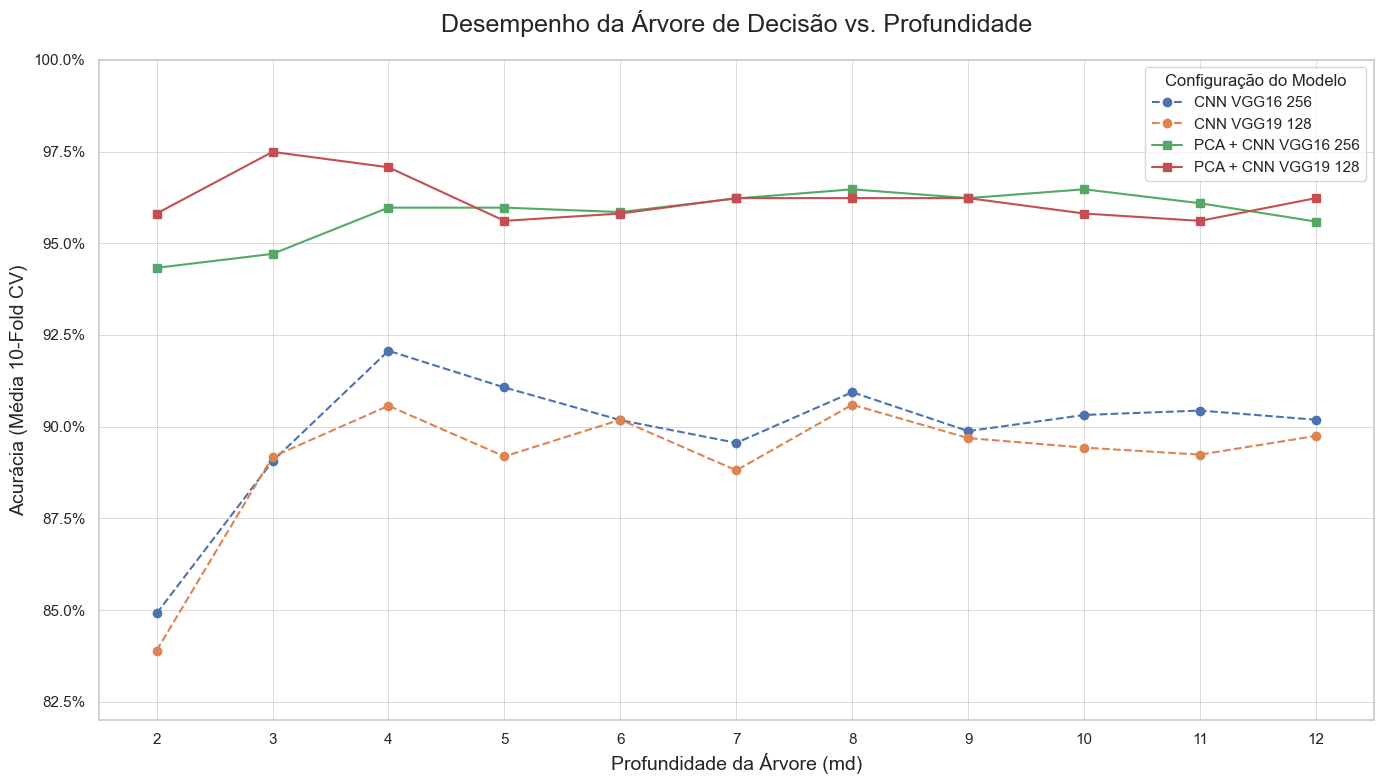 Desempenho da Árvore de Decisão vs. Profundidade
100.0%
97.5%
95.0%
92.5%
90.0%
87.5%
85.0%
82.5%
Acurácia (Média 10-Fold CV)
Configuração do Modelo
CNN VGG16 256
CNN VGG19 128
PCA + CNN VGG16 256
PCA + CNN VGG19 128
2 3 4 5 6 7 8 9 10 11 12
Profundidade da Árvore (md)